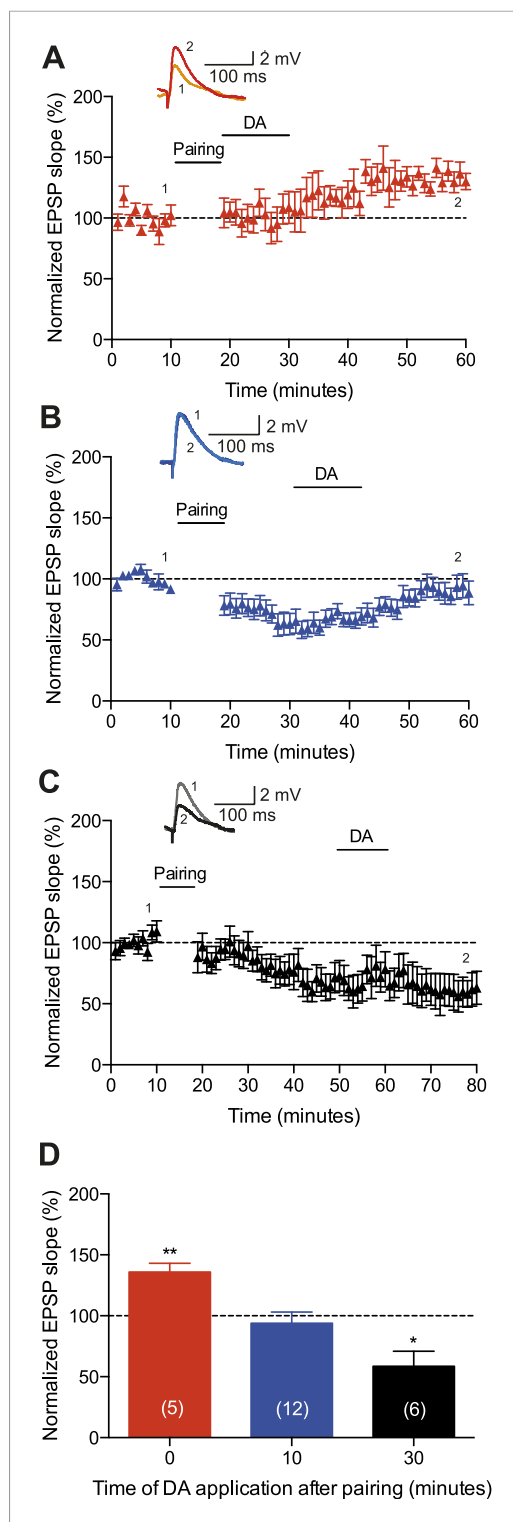 A
2
1
2 mV
100 ms
DA
Pairing
1
2
Normalized EPSP slope (%)
200
150
100
50
0
0 10 20 30 40 50 60
Time (minutes)
B
1
2
2 mV
100 ms
DA
Pairing
1
2
Normalized EPSP slope (%)
200
150
100
50
0
0 10 20 30 40 50 60
Time (minutes)
C
1
2
2 mV
100 ms
DA
Pairing
1
2
Normalized EPSP slope (%)
200
150
100
50
0
0 10 20 30 40 50 60 70 80
Time (minutes)
D
Normalized EPSP slope (%)
200
150
100
50
0
**
*
(5) (12) (6)
0 10 30
Time of DA application after pairing (minutes)